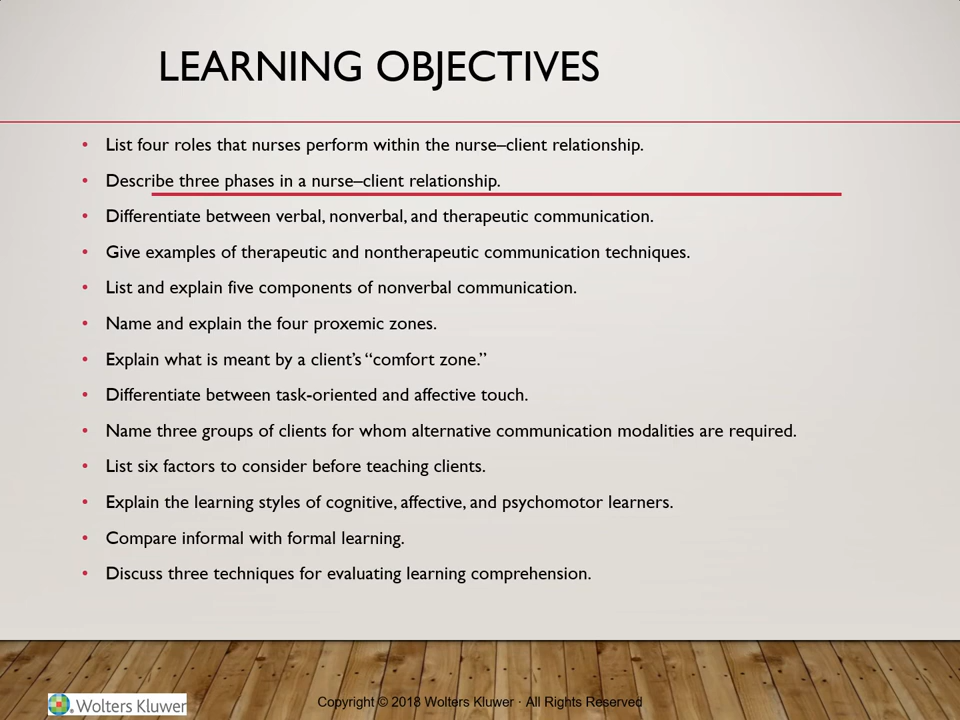 LEARNING OBJECTIVES
• List four roles that nurses perform within the nurse–client relationship.
• Describe three phases in a nurse–client relationship.
• Differentiate between verbal, nonverbal, and therapeutic communication.
• Give examples of therapeutic and nontherapeutic communication techniques.
• List and explain five components of nonverbal communication.
• Name and explain the four proxemic zones.
• Explain what is meant by a client’s “comfort zone.”
• Differentiate between task-oriented and affective touch.
• Name three groups of clients for whom alternative communication modalities are required.
• List six factors to consider before teaching clients.
• Explain the learning styles of cognitive, affective, and psychomotor learners.
• Compare informal with formal learning.
• Discuss three techniques for evaluating learning comprehension.
Wolters Kluwer
Copyright © 2018 Wolters Kluwer · All Rights Reserved